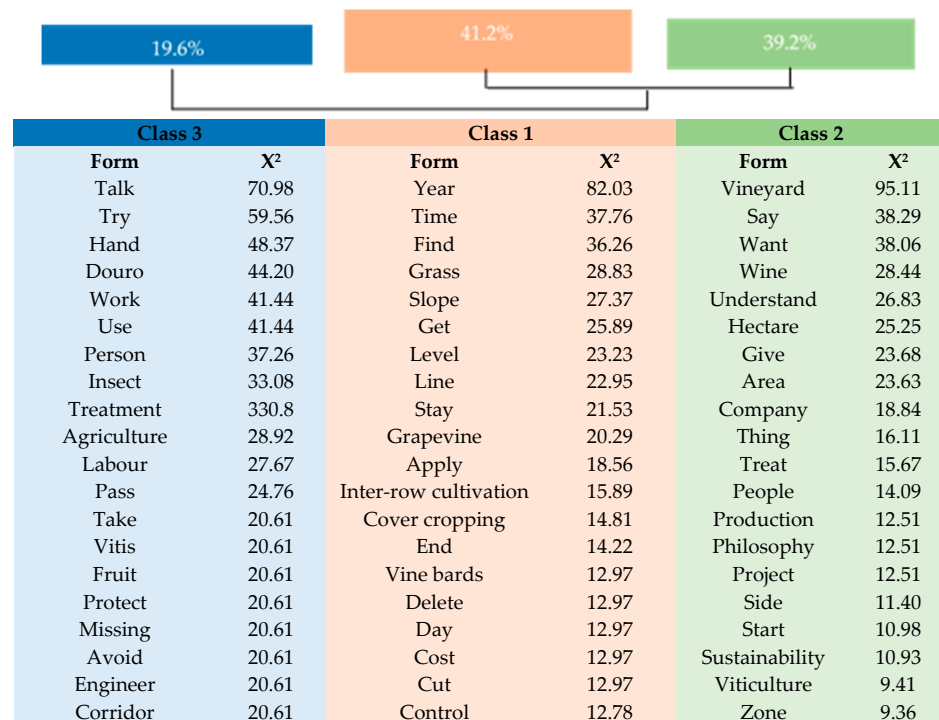 19.6% 41.2% 39.2%
Class 3 Class 1 Class 2
Form X² Form X² Form X²
Talk 70.98 Year 82.03 Vineyard 95.11
Try 59.56 Time 37.76 Say 38.29
Hand 48.37 Find 36.26 Want 38.06
Douro 44.20 Grass 28.83 Wine 28.44
Work 41.44 Slope 27.37 Understand 26.83
Use 41.44 Get 25.89 Hectare 25.25
Person 37.26 Level 23.23 Give 23.68
Insect 33.08 Line 22.95 Area 23.63
Treatment 330.8 Stay 21.53 Company 18.84
Agriculture 28.92 Grapevine 20.29 Thing 16.11
Labour 27.67 Apply 18.56 Treat 15.67
Pass 24.76 Inter-row cultivation 15.89 People 14.09
Take 20.61 Cover cropping 14.81 Production 12.51
Vitis 20.61 End 14.22 Philosophy 12.51
Fruit 20.61 Vine bards 12.97 Project 12.51
Protect 20.61 Delete 12.97 Side 11.40
Missing 20.61 Day 12.97 Start 10.98
Avoid 20.61 Cost 12.97 Sustainability 10.93
Engineer 20.61 Cut 12.97 Viticulture 9.41
Corridor 20.61 Control 12.78 Zone 9.36